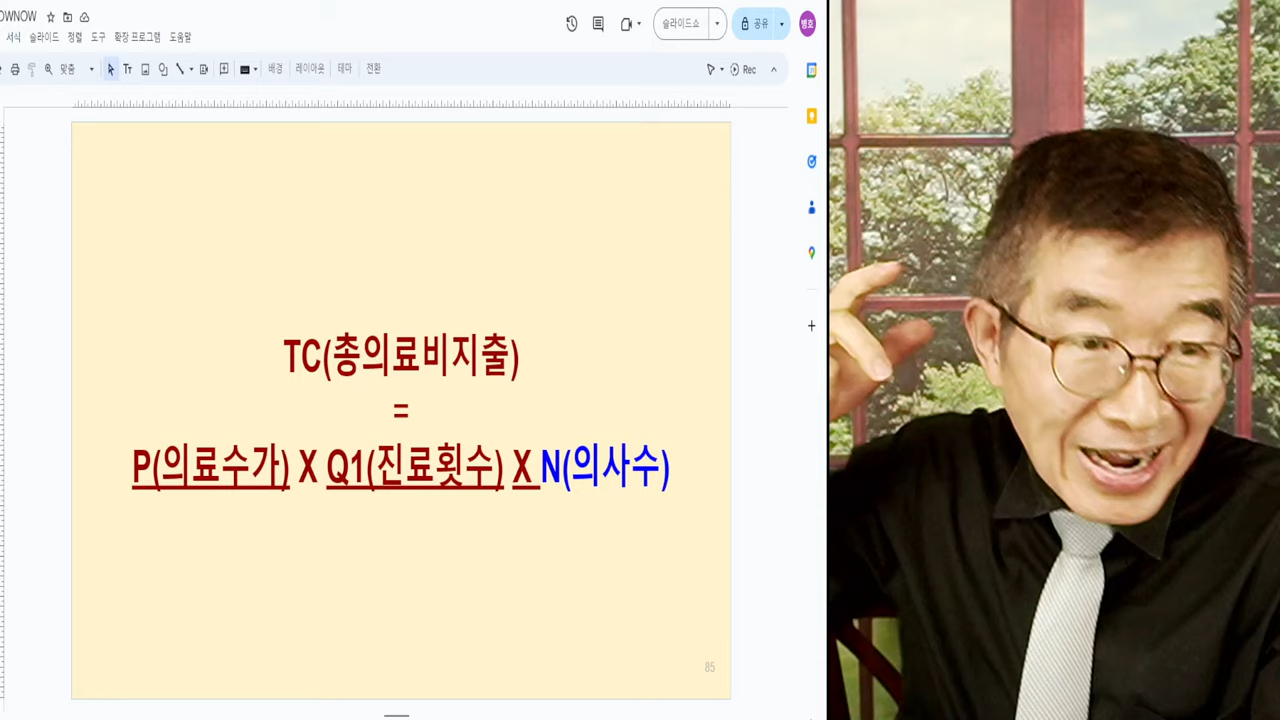 OWNOW
서식 슬라이드 정렬 도구 확장 프로그램 도움말
슬라이드쇼
공유
병호
맞춤
Tт
배경 레이아웃 테마 전환
Rec
TC(총의료비지출)
=
P(의료수가) X Q1(진료횟수) X N(의사수)
85